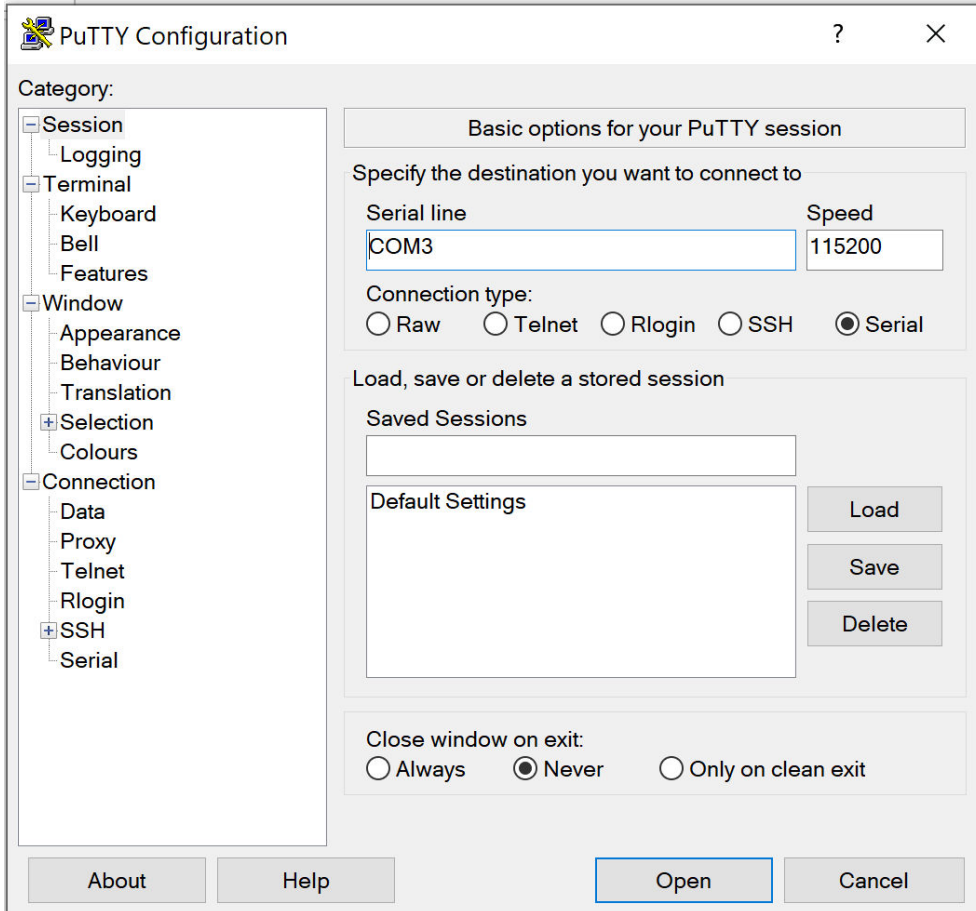 PuTTY Configuration
?
Category:
Session
Logging
Terminal
Keyboard
Bell
Features
Window
Appearance
Behaviour
Translation
Selection
Colours
Connection
Data
Proxy
Telnet
Rlogin
SSH
Serial
Basic options for your PuTTY session
Specify the destination you want to connect to
Serial line Speed
COM3 115200
Connection type:
Raw Telnet Rlogin SSH Serial
Load, save or delete a stored session
Saved Sessions
Default Settings
Load
Save
Delete
Close window on exit:
Always Never Only on clean exit
About Help Open Cancel